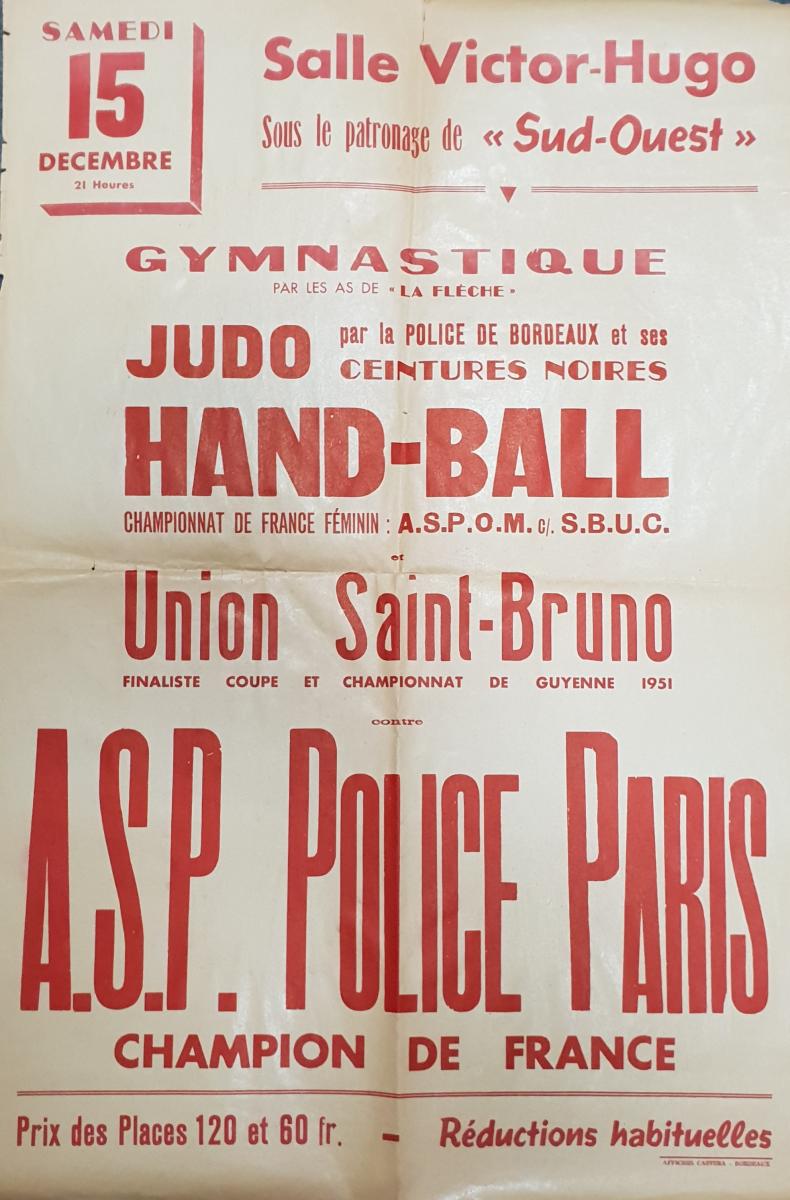 SAMEDI
15
DECEMBRE
21 Heures
Salle Victor-Hugo
Sous le patronage de « Sud-Ouest »
GYMNASTIQUE
PAR LES AS DE « LA FLÈCHE »
JUDO
par la POLICE DE BORDEAUX et ses
CEINTURES NOIRES
HAND-BALL
CHAMPIONNAT DE FRANCE FÉMININ : A.S.P.O.M. c/. S.B.U.C.
et
Union Saint-Bruno
FINALISTE COUPE ET CHAMPIONNAT DE GUYENNE 1951
contre
A.S.P. POLICE PARIS
CHAMPION DE FRANCE
Prix des Places 120 et 60 fr. - Réductions habituelles
AFFICHES - BORDEAUX